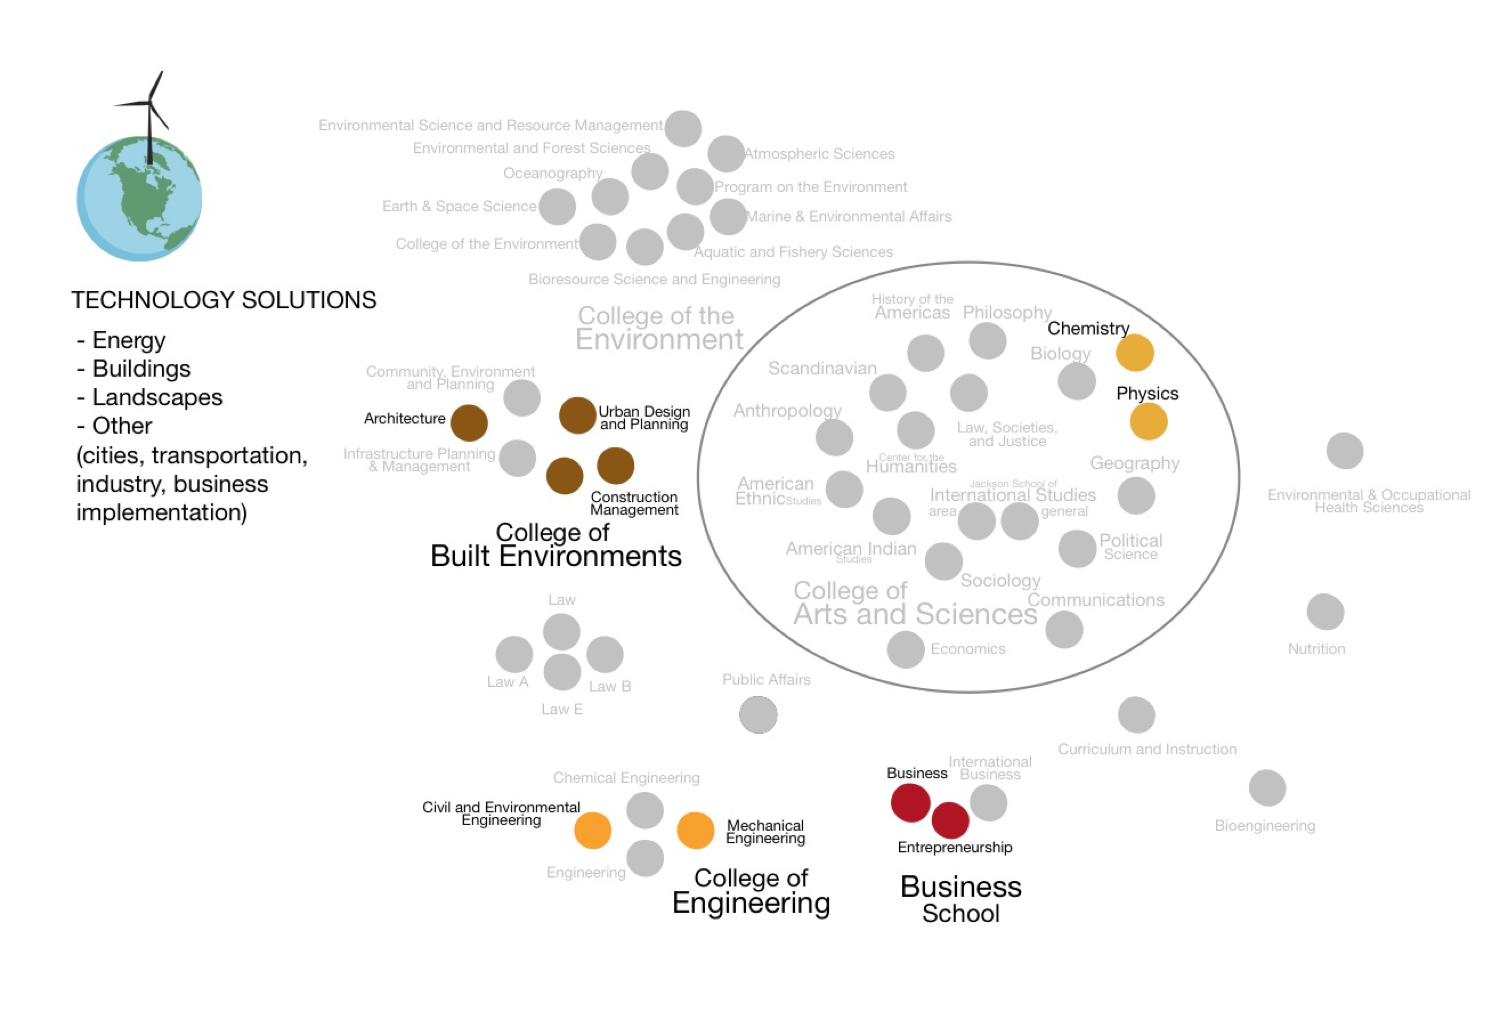 TECHNOLOGY SOLUTIONS
- Energy
- Buildings
- Landscapes
- Other
(cities, transportation,
industry, business
implementation)
Environmental Science and Resource Management
Environmental and Forest Sciences
Oceanography
Earth & Space Science
College of the Environment
Bioresource Science and Engineering
Atmospheric Sciences
Program on the Environment
Marine & Environmental Affairs
Aquatic and Fishery Sciences
College of the
Environment
Community, Environment
and Planning
Architecture
Infrastructure Planning
& Management
Urban Design
and Planning
Construction
Management
College of
Built Environments
History of the
Americas
Philosophy
Chemistry
Biology
Physics
Scandinavian
Anthropology
Law, Societies,
and Justice
Center for the
Humanities
Geography
American
Ethnic Studies
Jackson School of
International Studies
area
general
American Indian
Studies
Political
Science
Sociology
College of
Arts and Sciences
Communications
Economics
Environmental & Occupational
Health Sciences
Nutrition
Law
Law A
Law B
Law E
Public Affairs
Curriculum and Instruction
Bioengineering
Chemical Engineering
Civil and Environmental
Engineering
Mechanical
Engineering
Engineering
College of
Engineering
Business
International
Business
Entrepreneurship
Business
School